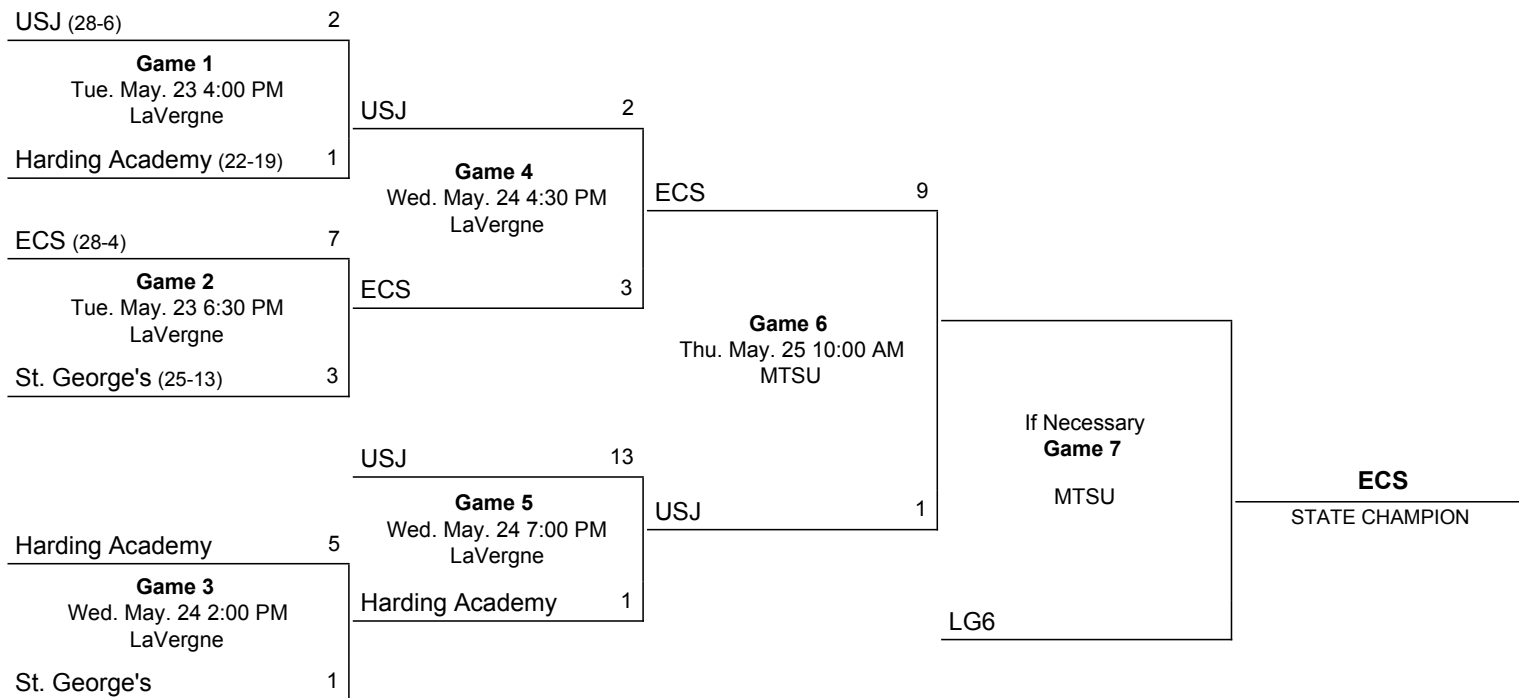 USJ (28-6) 2
Game 1
Tue. May. 23 4:00 PM
LaVergne
Harding Academy (22-19) 1
ECS (28-4) 7
Game 2
Tue. May. 23 6:30 PM
LaVergne
St. George's (25-13) 3
Harding Academy 5
Game 3
Wed. May. 24 2:00 PM
LaVergne
St. George's 1
USJ 2
Game 4
Wed. May. 24 4:30 PM
LaVergne
ECS 3
USJ 13
Game 5
Wed. May. 24 7:00 PM
LaVergne
Harding Academy 1
ECS 9
Game 6
Thu. May. 25 10:00 AM
MTSU
USJ 1
If Necessary
Game 7
MTSU
LG6
ECS
STATE CHAMPION